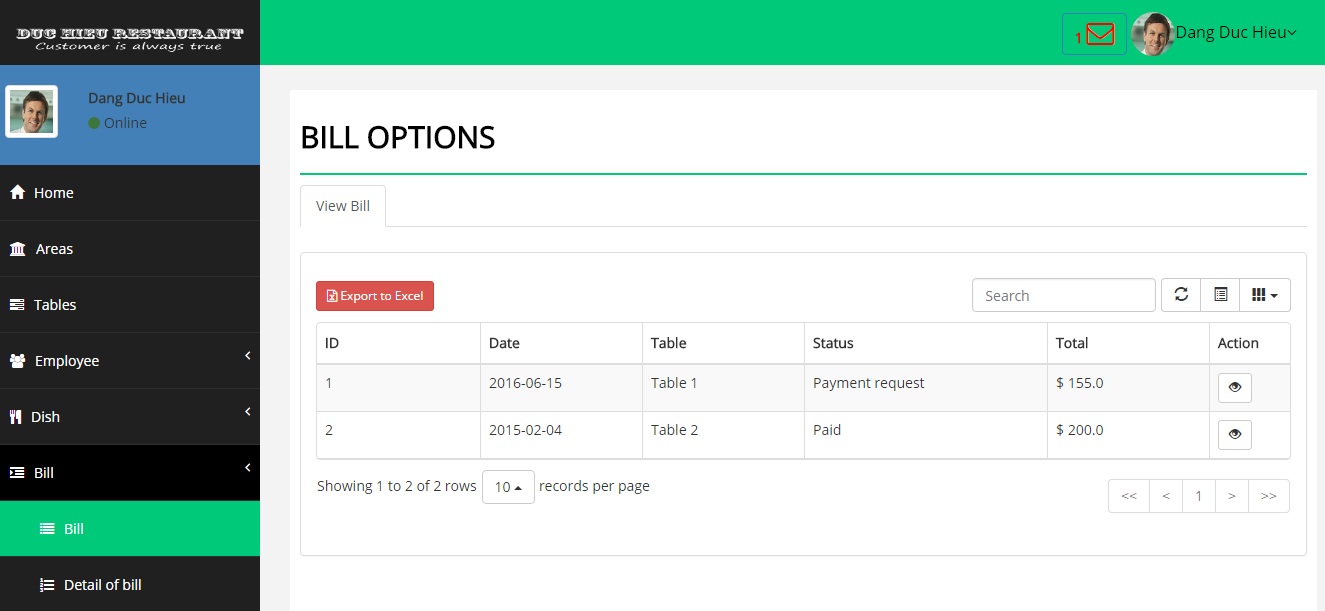 DUC HIEU RESTAURANT
Customer is always true
1
Dang Duc Hieu
Dang Duc Hieu
Online
Home
Areas
Tables
Employee
Dish
Bill
Bill
Detail of bill
BILL OPTIONS
View Bill
Export to Excel
Search
ID Date Table Status Total Action
1 2016-06-15 Table 1 Payment request $ 155.0
2 2015-02-04 Table 2 Paid $ 200.0
Showing 1 to 2 of 2 rows 10 records per page
<< < 1 > >>